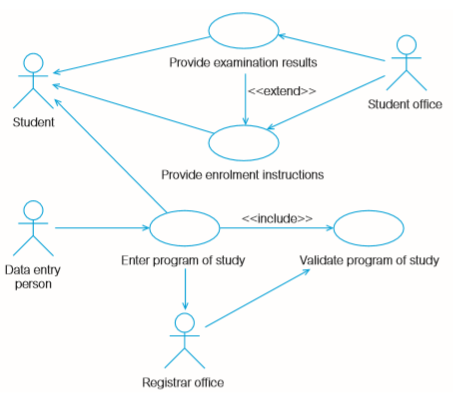 Provide examination results
<<extend>>
Student office
Student
Provide enrolment instructions
<<include>>
Data entry
person
Enter program of study
Validate program of study
Registrar office